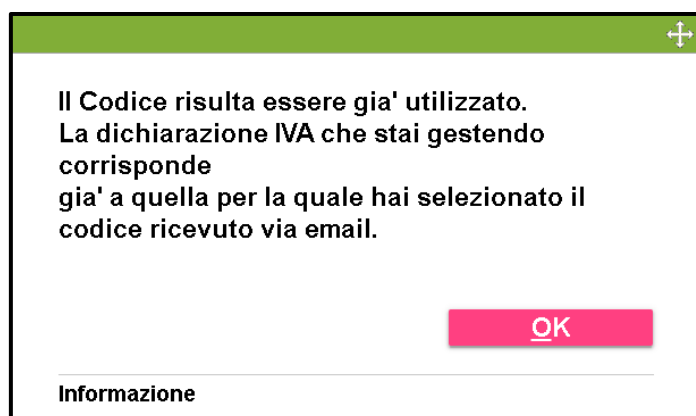 Il Codice risulta essere gia' utilizzato.
La dichiarazione IVA che stai gestendo
corrisponde
gia' a quella per la quale hai selezionato il
codice ricevuto via email.
OK
Informazione